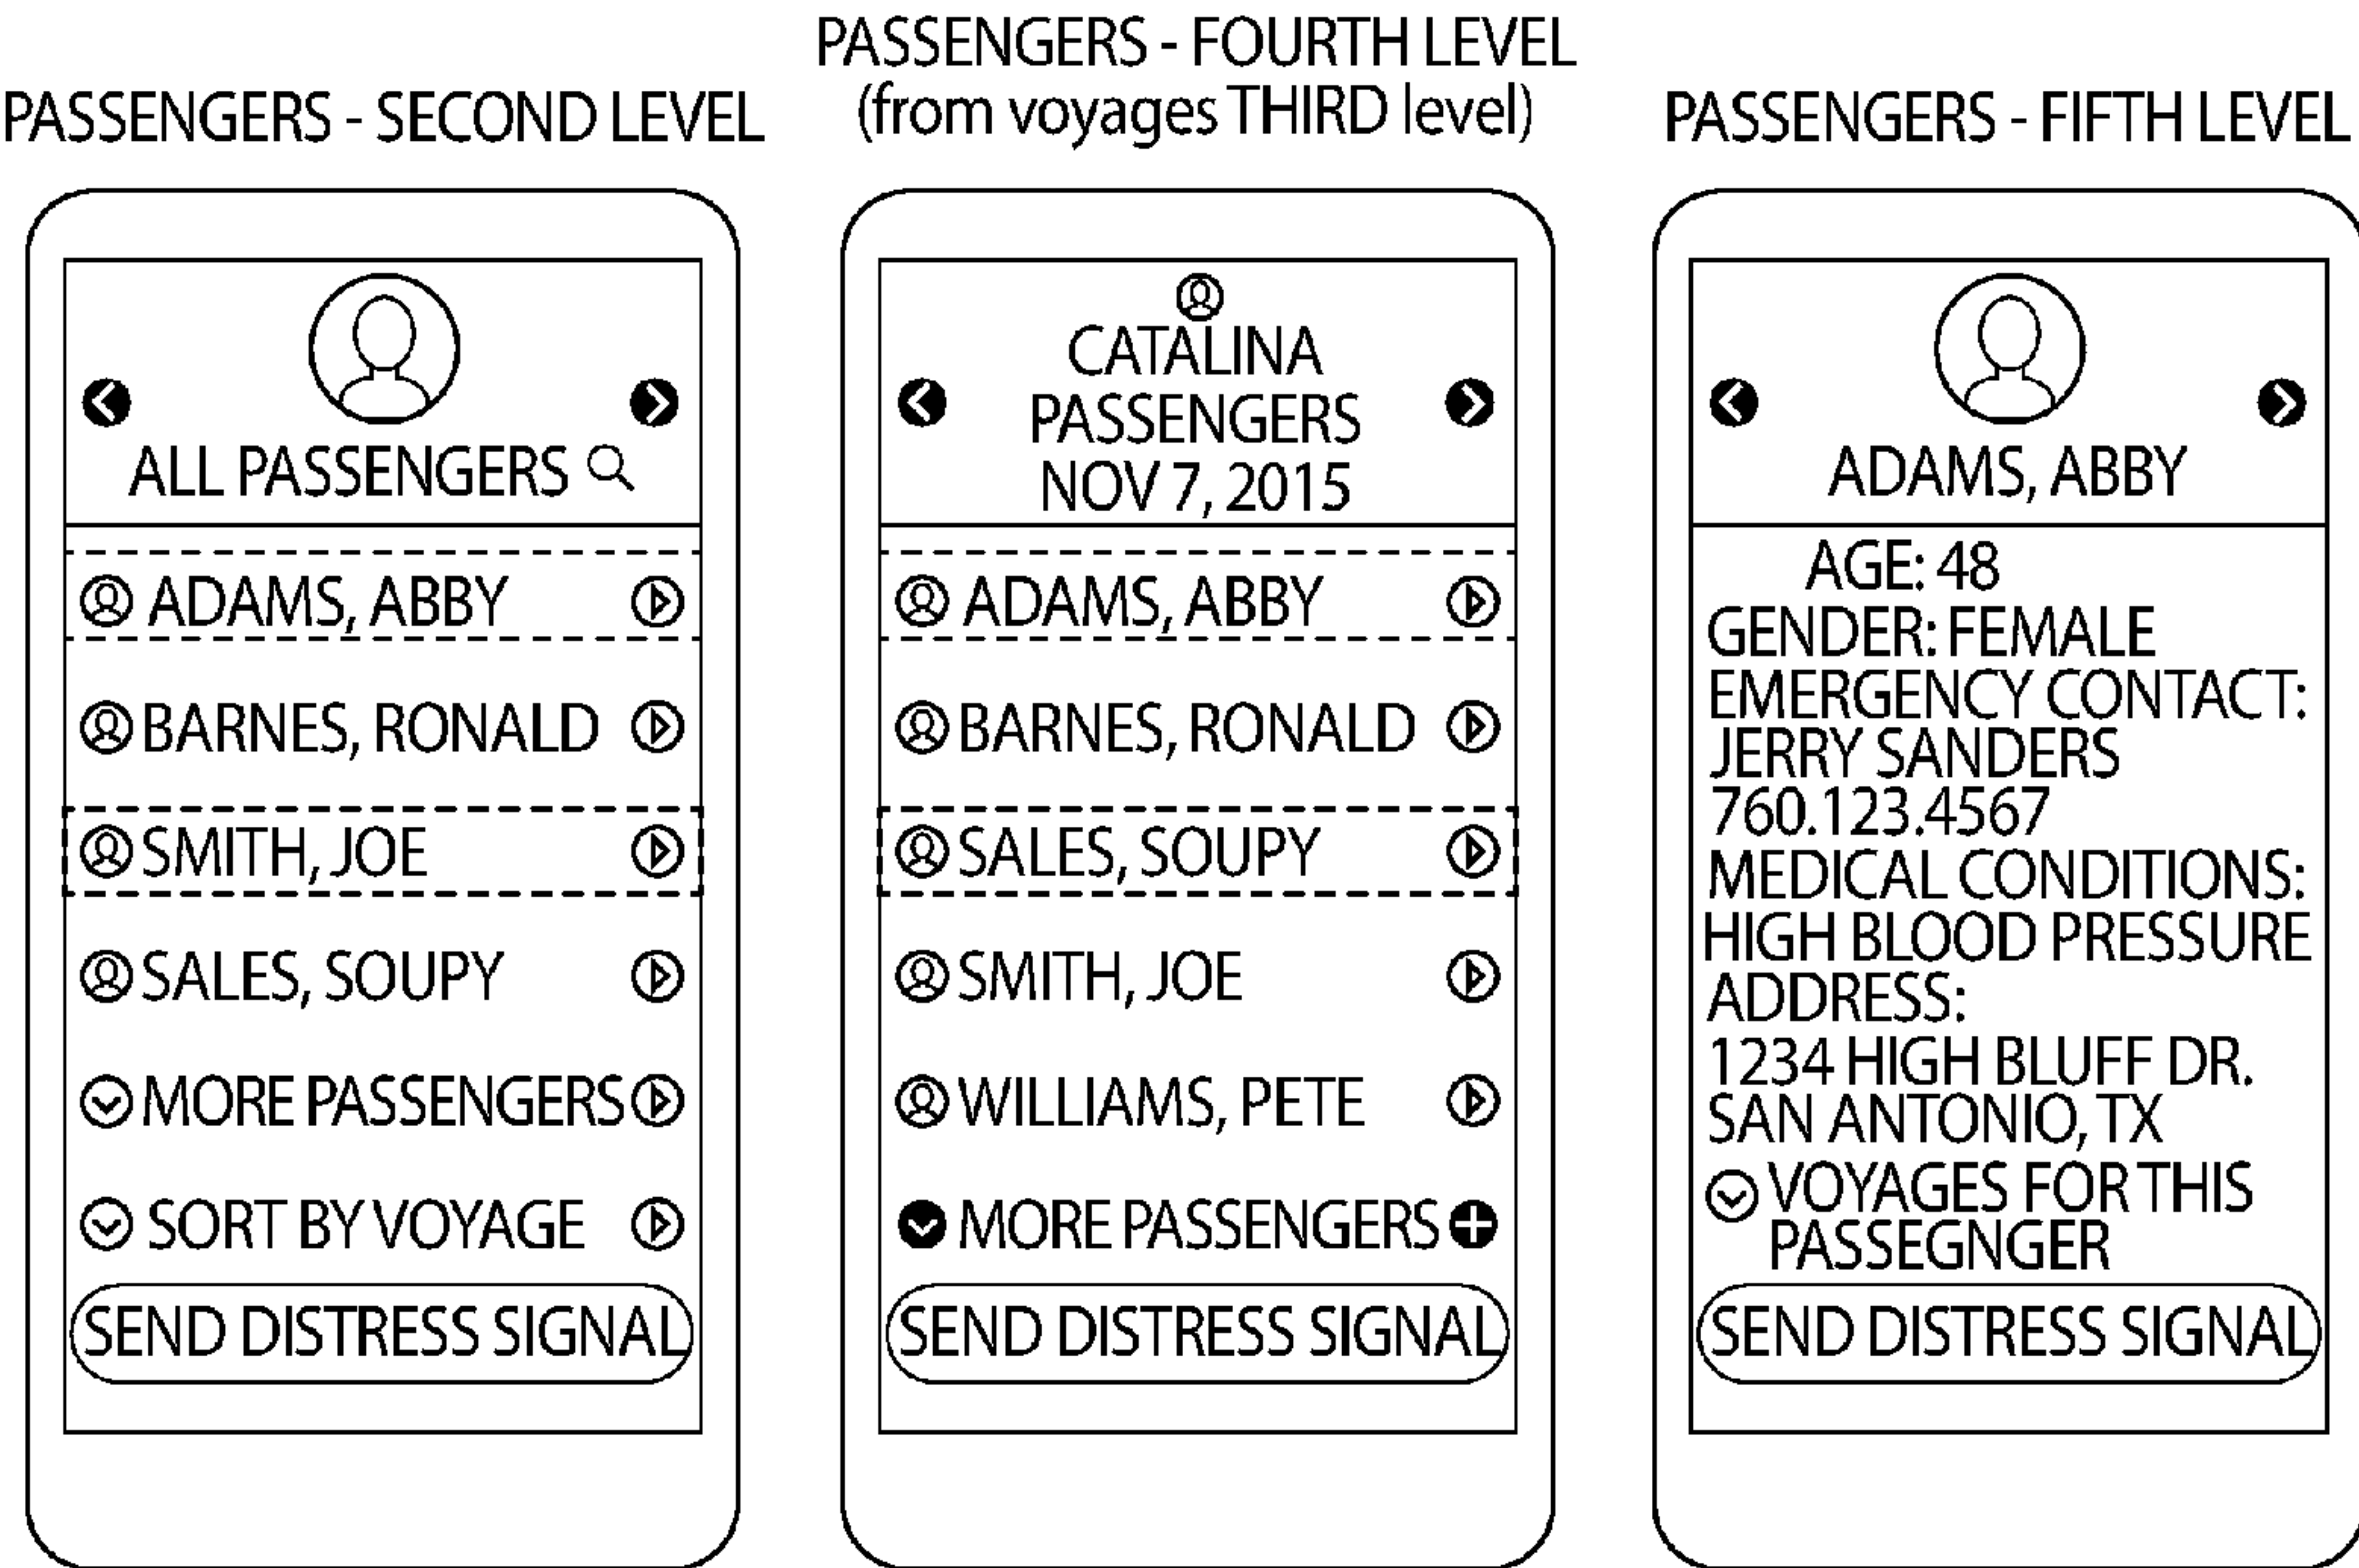 PASSENGERS - SECOND LEVEL
ALL PASSENGERS
ADAMS, ABBY
BARNES, RONALD
SMITH, JOE
SALES, SOUPY
MORE PASSENGERS
SORT BY VOYAGE
SEND DISTRESS SIGNAL
PASSENGERS - FOURTH LEVEL
(from voyages THIRD level)
CATALINA
PASSENGERS
NOV 7, 2015
ADAMS, ABBY
BARNES, RONALD
SALES, SOUPY
SMITH, JOE
WILLIAMS, PETE
MORE PASSENGERS
SEND DISTRESS SIGNAL
PASSENGERS - FIFTH LEVEL
ADAMS, ABBY
AGE: 48
GENDER: FEMALE
EMERGENCY CONTACT:
JERRY SANDERS
760.123.4567
MEDICAL CONDITIONS:
HIGH BLOOD PRESSURE
ADDRESS:
1234 HIGH BLUFF DR.
SAN ANTONIO, TX
VOYAGES FOR THIS
PASSEGNGER
SEND DISTRESS SIGNAL